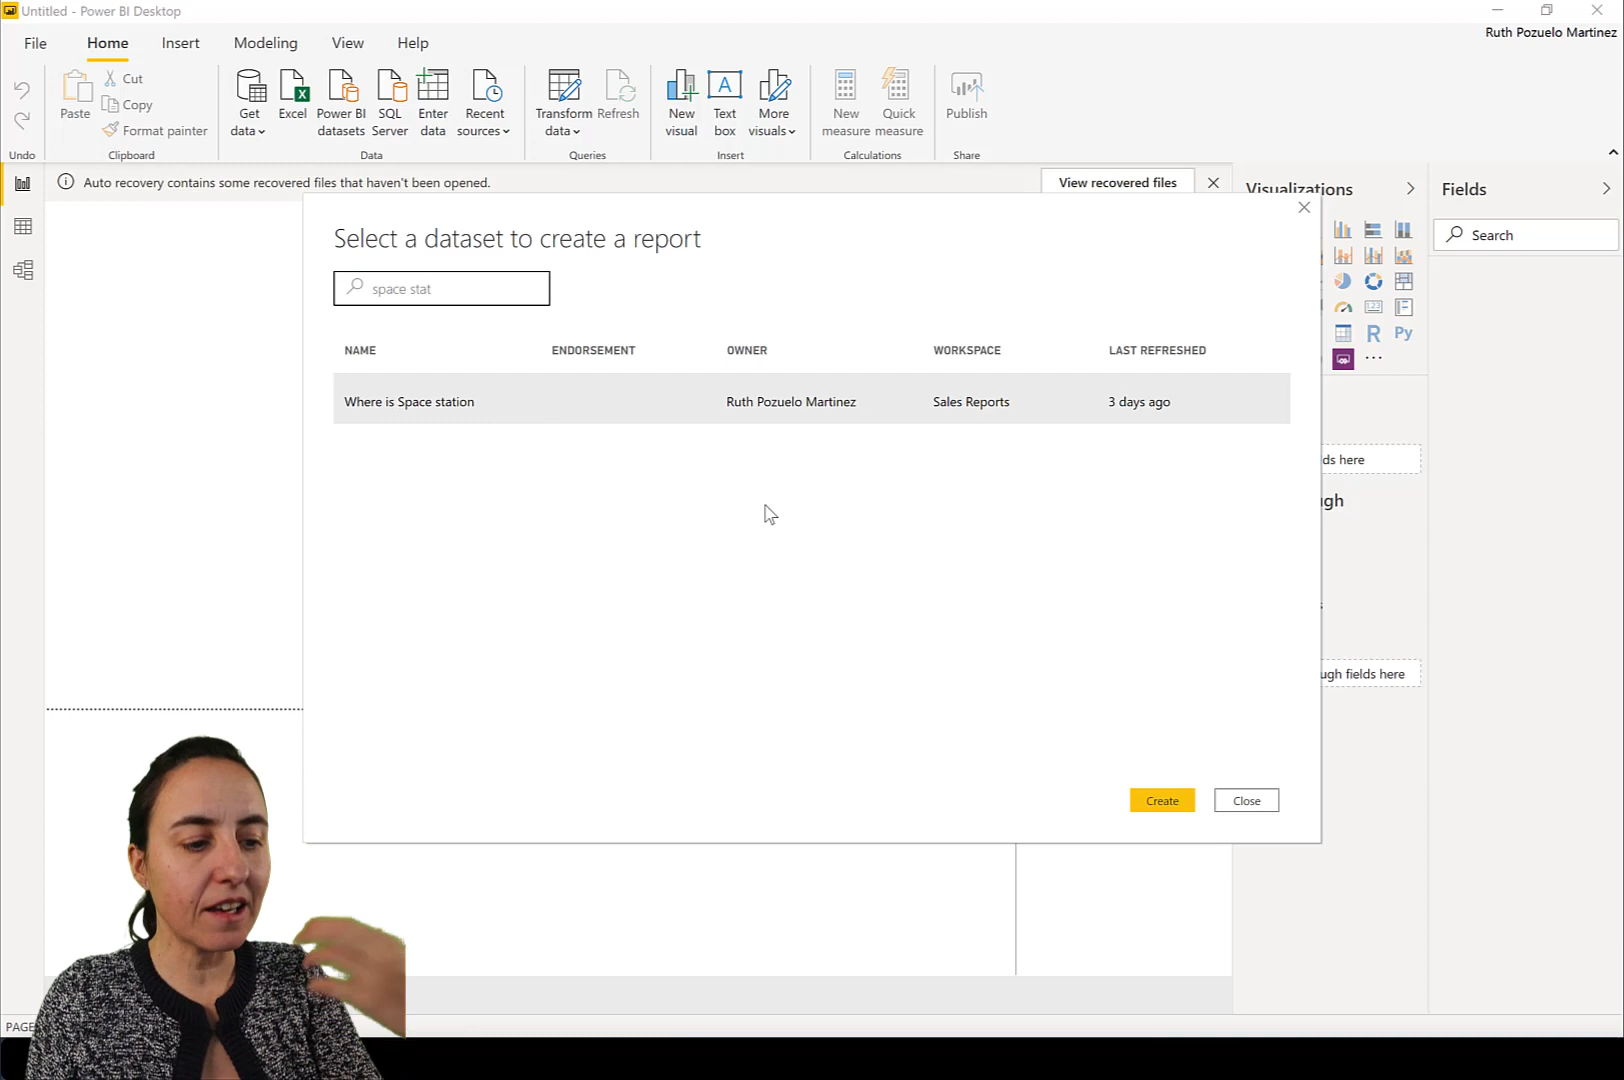 Untitled - Power BI Desktop
Ruth Pozuelo Martinez
File Home Insert Modeling View Help
Paste
Cut
Copy
Format painter
Get data
Excel
Power BI datasets
SQL Server
Enter data
Recent sources
Transform data
Refresh
New visual
Text box
More visuals
New measure
Quick measure
Publish
Undo Clipboard Data Queries Insert Calculations Share
Auto recovery contains some recovered files that haven't been opened.
View recovered files
Visualizations
Fields
Search
Select a dataset to create a report
space stat
NAME ENDORSEMENT OWNER WORKSPACE LAST REFRESHED
Where is Space station Ruth Pozuelo Martinez Sales Reports 3 days ago
123
R
Py
ds here
gh
ugh fields here
Create
Close
PAGE